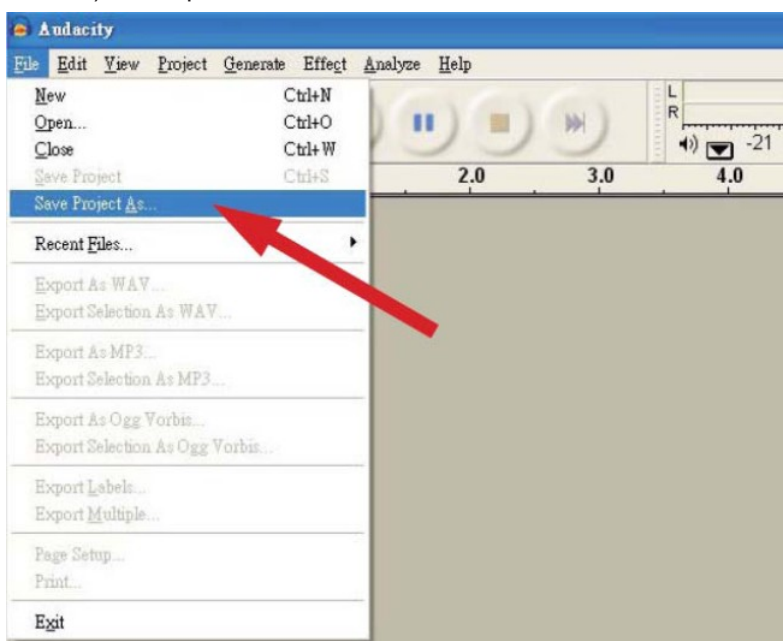 Audacity
File Edit View Project Generate Effect Analyze Help
New Ctrl+N
Open... Ctrl+O
Close Ctrl+W
Save Project Ctrl+S
Save Project As...
Recent Files...
Export As WAV...
Export Selection As WAV...
Export As MP3...
Export Selection As MP3...
Export As Ogg Vorbis...
Export Selection As Ogg Vorbis...
Export Labels...
Export Multiple...
Page Setup...
Print...
Exit
L
R
-21
2.0 3.0 4.0